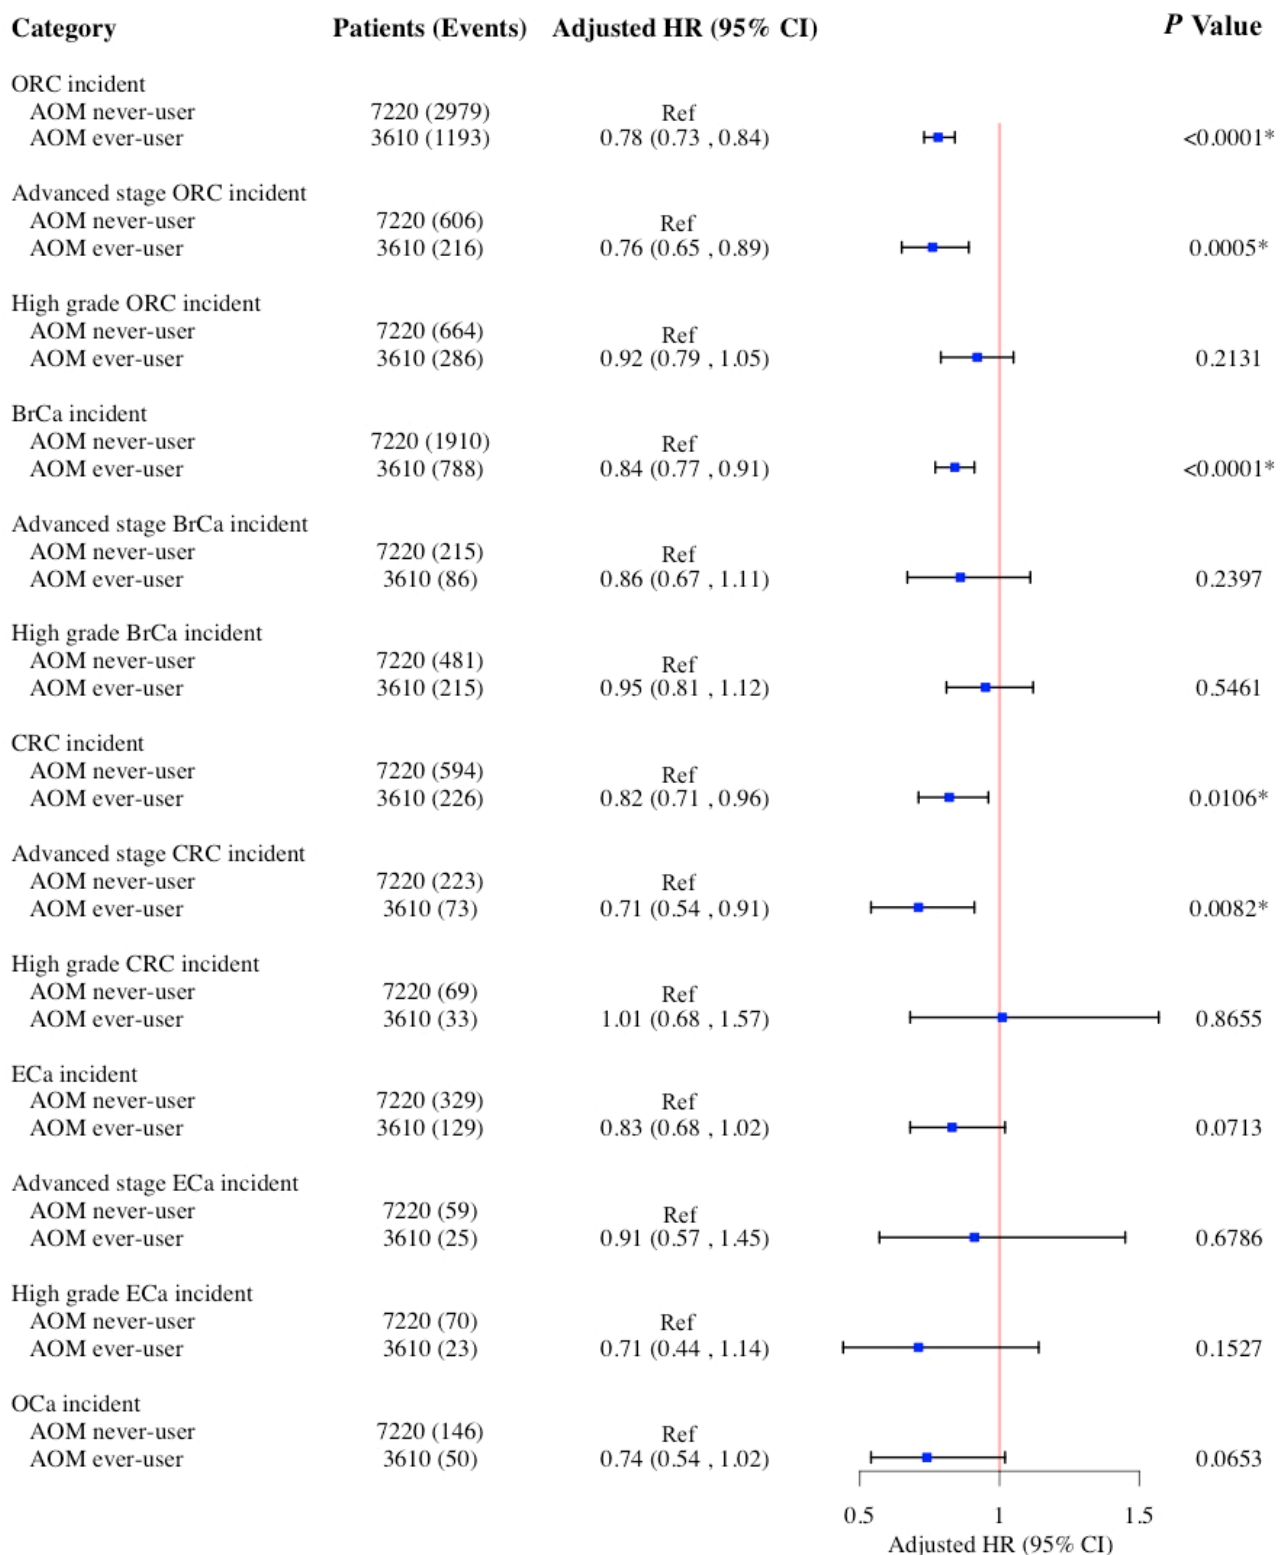 Category Patients (Events) Adjusted HR (95% CI) P Value
ORC incident
AOM never-user 7220 (2979) Ref
AOM ever-user 3610 (1193) 0.78 (0.73 , 0.84) <0.0001*
Advanced stage ORC incident
AOM never-user 7220 (606) Ref
AOM ever-user 3610 (216) 0.76 (0.65 , 0.89) 0.0005*
High grade ORC incident
AOM never-user 7220 (664) Ref
AOM ever-user 3610 (286) 0.92 (0.79 , 1.05) 0.2131
BrCa incident
AOM never-user 7220 (1910) Ref
AOM ever-user 3610 (788) 0.84 (0.77 , 0.91) <0.0001*
Advanced stage BrCa incident
AOM never-user 7220 (215) Ref
AOM ever-user 3610 (86) 0.86 (0.67 , 1.11) 0.2397
High grade BrCa incident
AOM never-user 7220 (481) Ref
AOM ever-user 3610 (215) 0.95 (0.81 , 1.12) 0.5461
CRC incident
AOM never-user 7220 (594) Ref
AOM ever-user 3610 (226) 0.82 (0.71 , 0.96) 0.0106*
Advanced stage CRC incident
AOM never-user 7220 (223) Ref
AOM ever-user 3610 (73) 0.71 (0.54 , 0.91) 0.0082*
High grade CRC incident
AOM never-user 7220 (69) Ref
AOM ever-user 3610 (33) 1.01 (0.68 , 1.57) 0.8655
ECa incident
AOM never-user 7220 (329) Ref
AOM ever-user 3610 (129) 0.83 (0.68 , 1.02) 0.0713
Advanced stage ECa incident
AOM never-user 7220 (59) Ref
AOM ever-user 3610 (25) 0.91 (0.57 , 1.45) 0.6786
High grade ECa incident
AOM never-user 7220 (70) Ref
AOM ever-user 3610 (23) 0.71 (0.44 , 1.14) 0.1527
OCa incident
AOM never-user 7220 (146) Ref
AOM ever-user 3610 (50) 0.74 (0.54 , 1.02) 0.0653
0.5 1 1.5
Adjusted HR (95% CI)